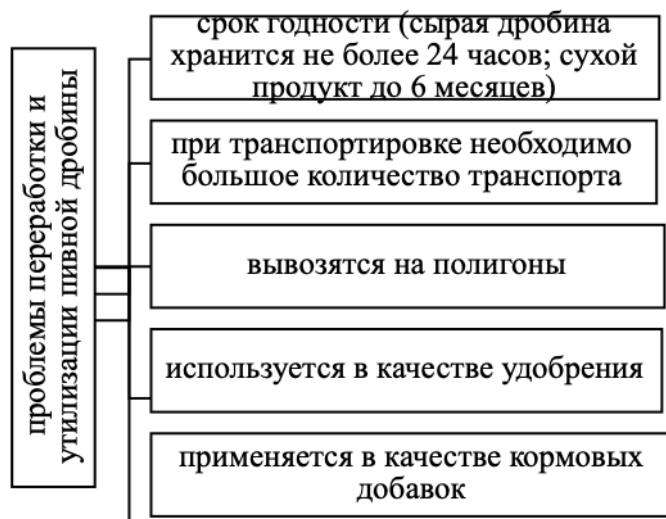 проблемы переработки и
утилизации пивной дробины
срок годности (сырая дробина
хранится не более 24 часов; сухой
продукт до 6 месяцев)
при транспортировке необходимо
большое количество транспорта
вывозятся на полигоны
используется в качестве удобрения
применяется в качестве кормовых
добавок